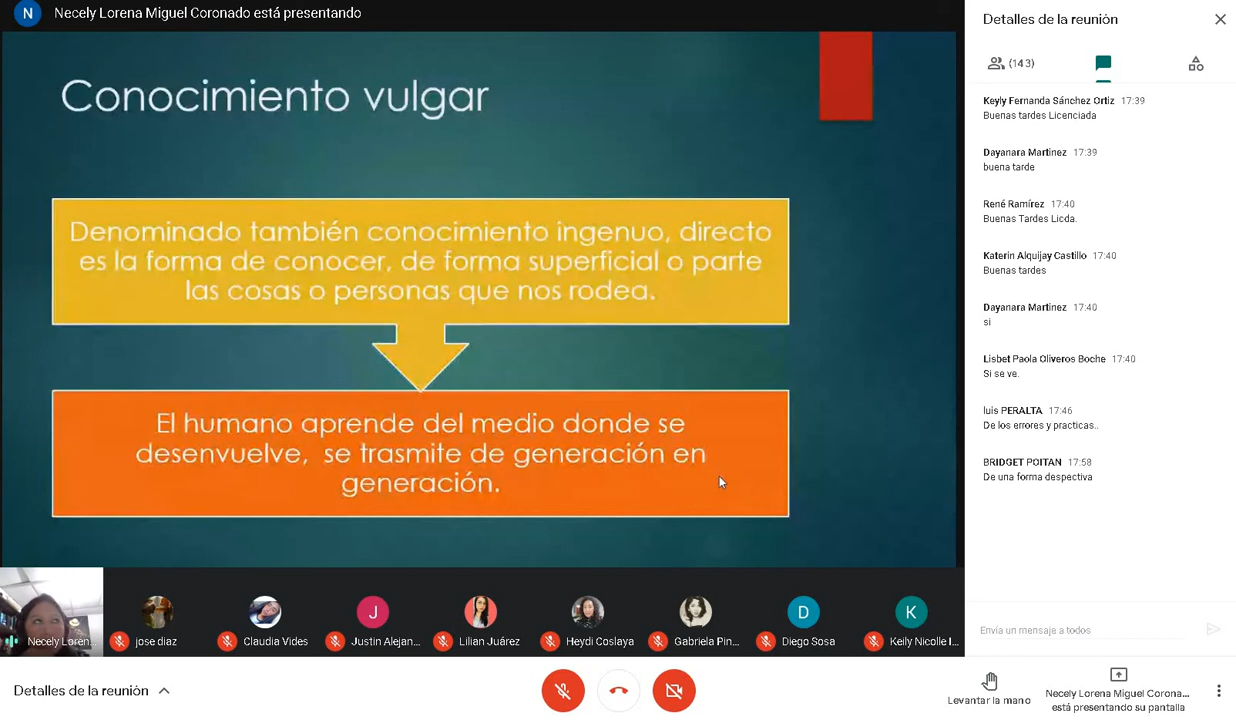 N
Necely Lorena Miguel Coronado está presentando
Conocimiento vulgar
Denominado también conocimiento ingenuo, directo
es la forma de conocer, de forma superficial o parte
las cosas o personas que nos rodea.
El humano aprende del medio donde se
desenvuelve, se trasmite de generación en
generación.
Necely Loren...
jose diaz
Claudia Vides
J
Justin Alejan...
Lilian Juárez
Heydi Coslaya
Gabriela Pin...
D
Diego Sosa
K
Keily Nicolle I...
Detalles de la reunión
(143)
Keyly Fernanda Sánchez Ortiz 17:39
Buenas tardes Licenciada
Dayanara Martinez 17:39
buena tarde
René Ramírez 17:40
Buenas Tardes Licda.
Katerin Alquijay Castillo 17:40
Buenas tardes
Dayanara Martinez 17:40
si
Lisbet Paola Oliveros Boche 17:40
Si se ve.
luis PERALTA 17:46
De los errores y practicas..
BRIDGET POITAN 17:58
De una forma despectiva
Envía un mensaje a todos
Detalles de la reunión
Levantar la mano
Necely Lorena Miguel Corona...
está presentando su pantalla